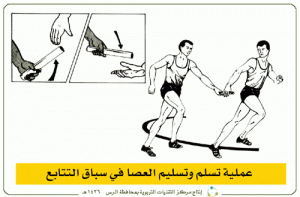 عملية تسلم وتسليم العصا في سباق التتابع
إنتاج مركز التقنيات التربوية بمحافظة الرس ١٤٢٦هـ